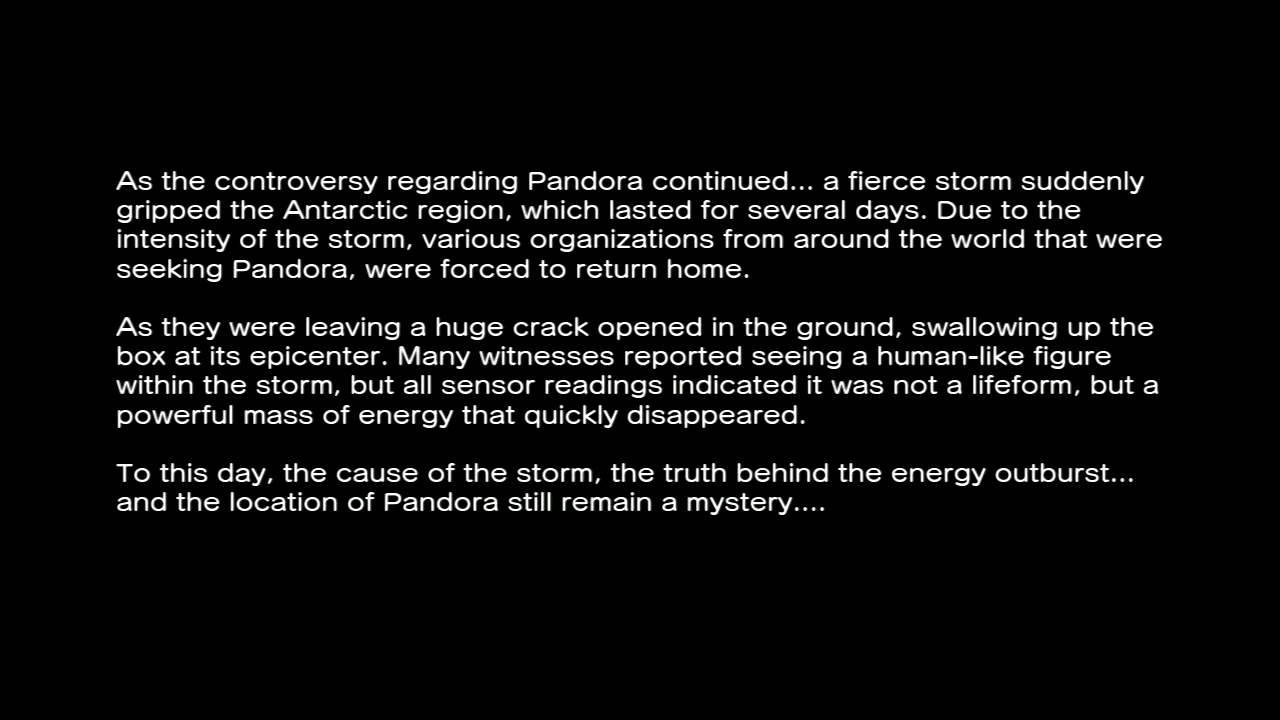 As the controversy regarding Pandora continued... a fierce storm suddenly
gripped the Antarctic region, which lasted for several days. Due to the
intensity of the storm, various organizations from around the world that were
seeking Pandora, were forced to return home.
As they were leaving a huge crack opened in the ground, swallowing up the
box at its epicenter. Many witnesses reported seeing a human-like figure
within the storm, but all sensor readings indicated it was not a lifeform, but a
powerful mass of energy that quickly disappeared.
To this day, the cause of the storm, the truth behind the energy outburst...
and the location of Pandora still remain a mystery....